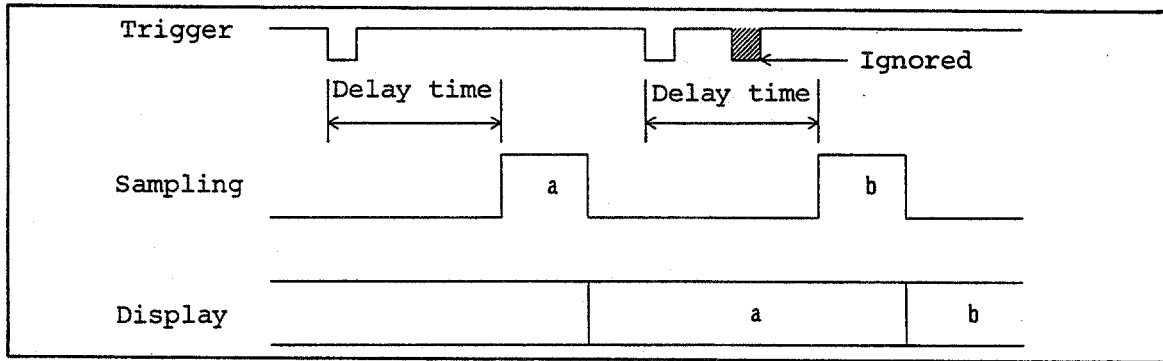 Trigger
Ignored
Delay time
Delay time
Sampling
a
b
Display
a
b